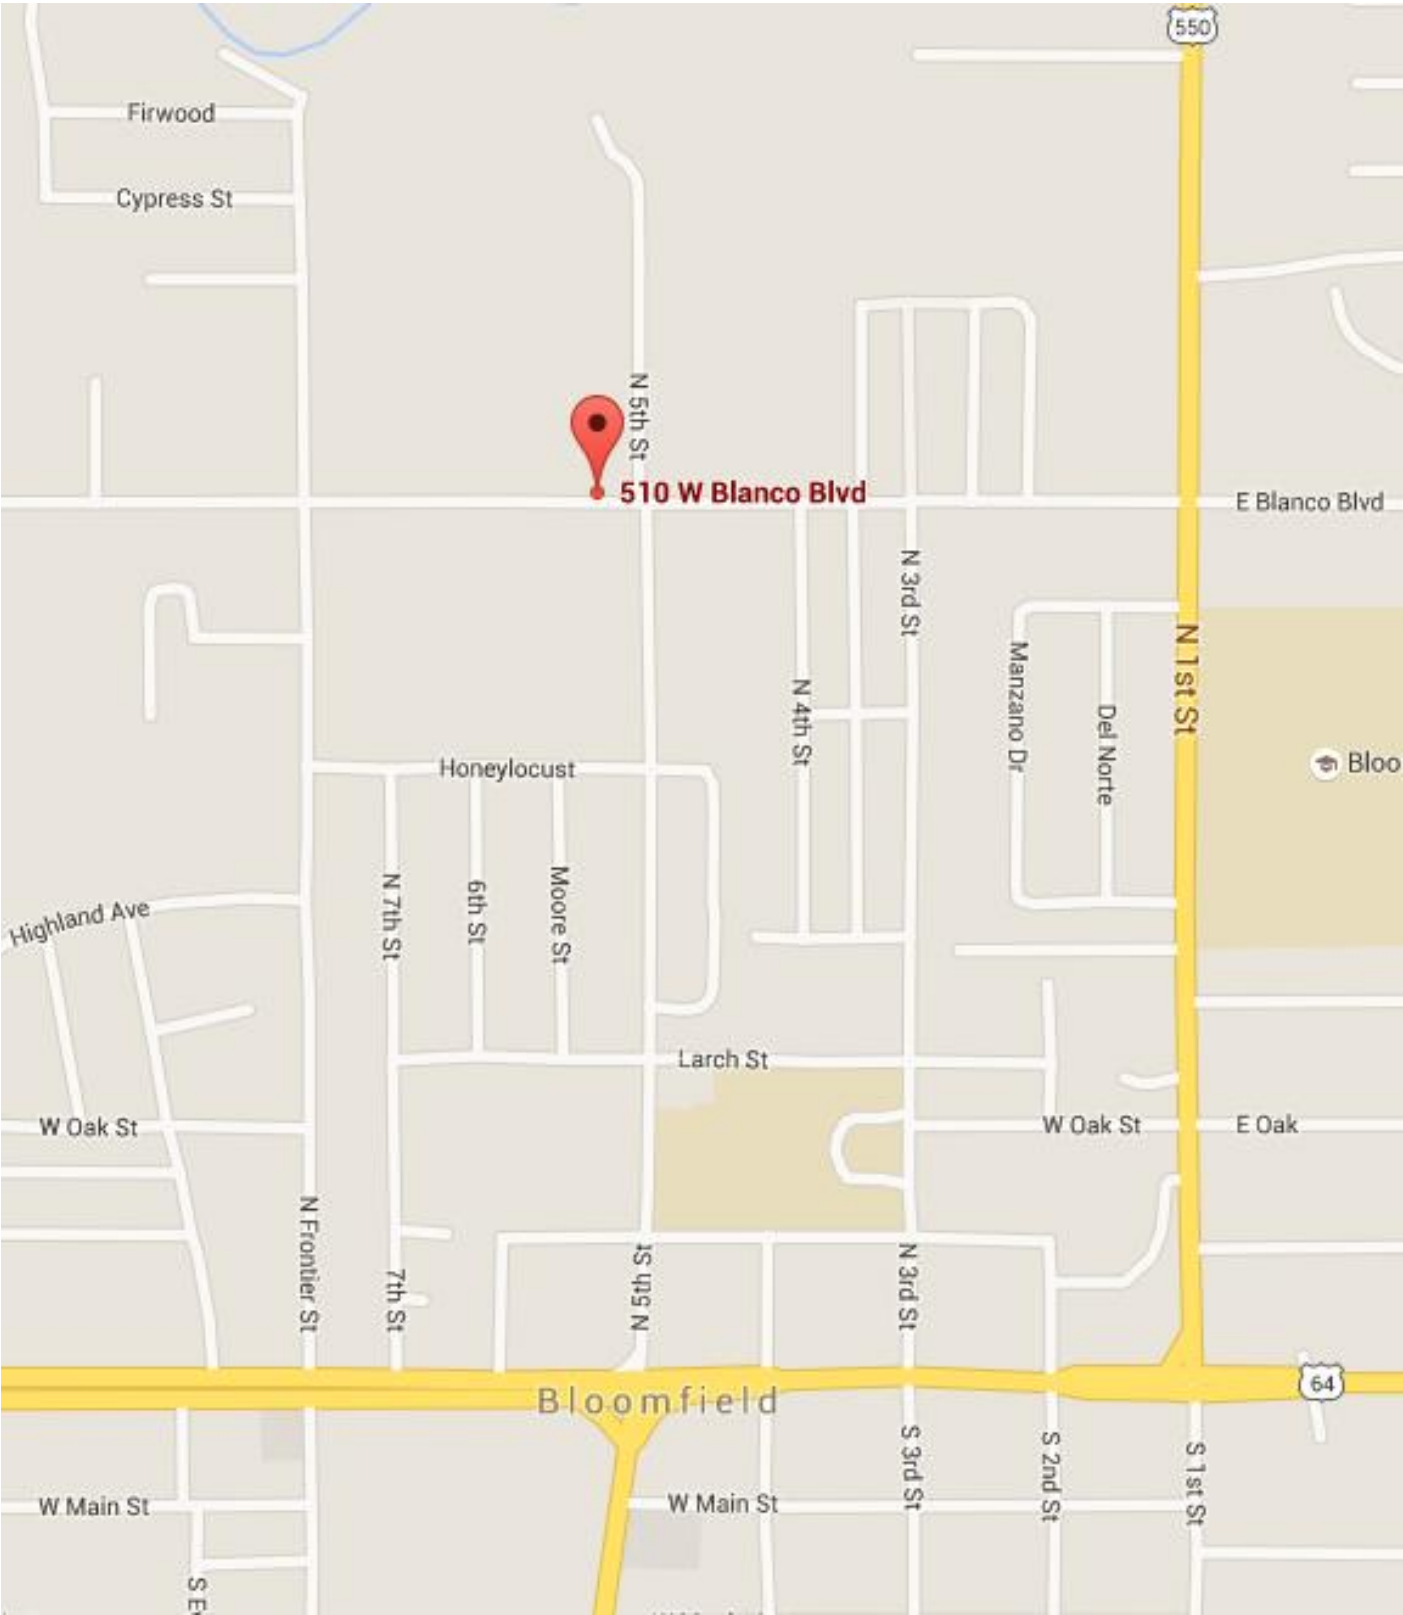 550
Firwood
Cypress St
N 5th St
510 W Blanco Blvd
E Blanco Blvd
N 3rd St
N 1st St
Manzano Dr
N 4th St
Del Norte
Bloo
Honeylocust
N 7th St
6th St
Moore St
Highland Ave
Larch St
W Oak St
W Oak St
E Oak
N Frontier St
7th St
N 5th St
N 3rd St
64
Bloomfield
S 3rd St
S 2nd St
S 1st St
W Main St
W Main St